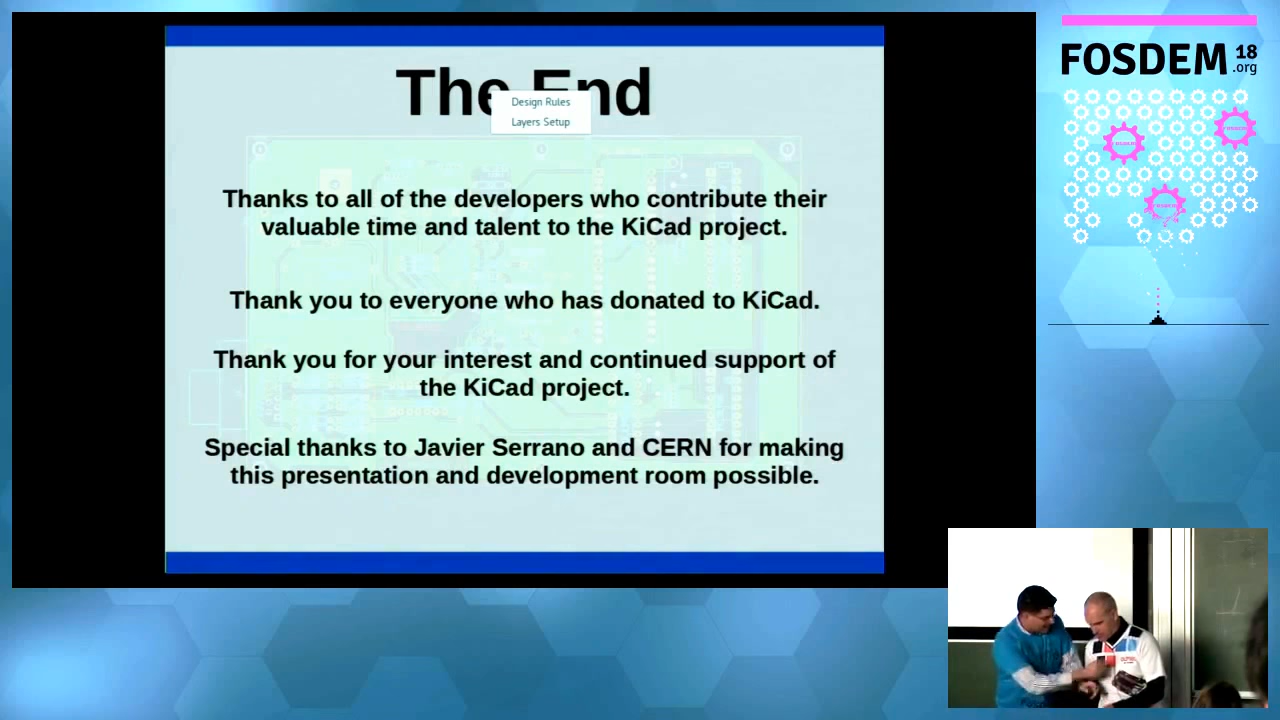 The End
Design Rules
Layers Setup
Thanks to all of the developers who contribute their
valuable time and talent to the KiCad project.
Thank you to everyone who has donated to KiCad.
Thank you for your interest and continued support of
the KiCad project.
Special thanks to Javier Serrano and CERN for making
this presentation and development room possible.
FOSDEM 18
.org